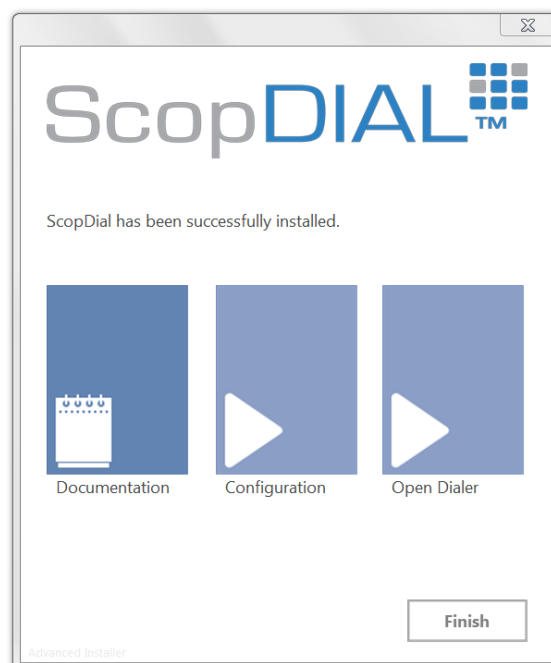 ScopDIAL™
ScopDial has been successfully installed.
Documentation
Configuration
Open Dialer
Finish
Advanced Installer